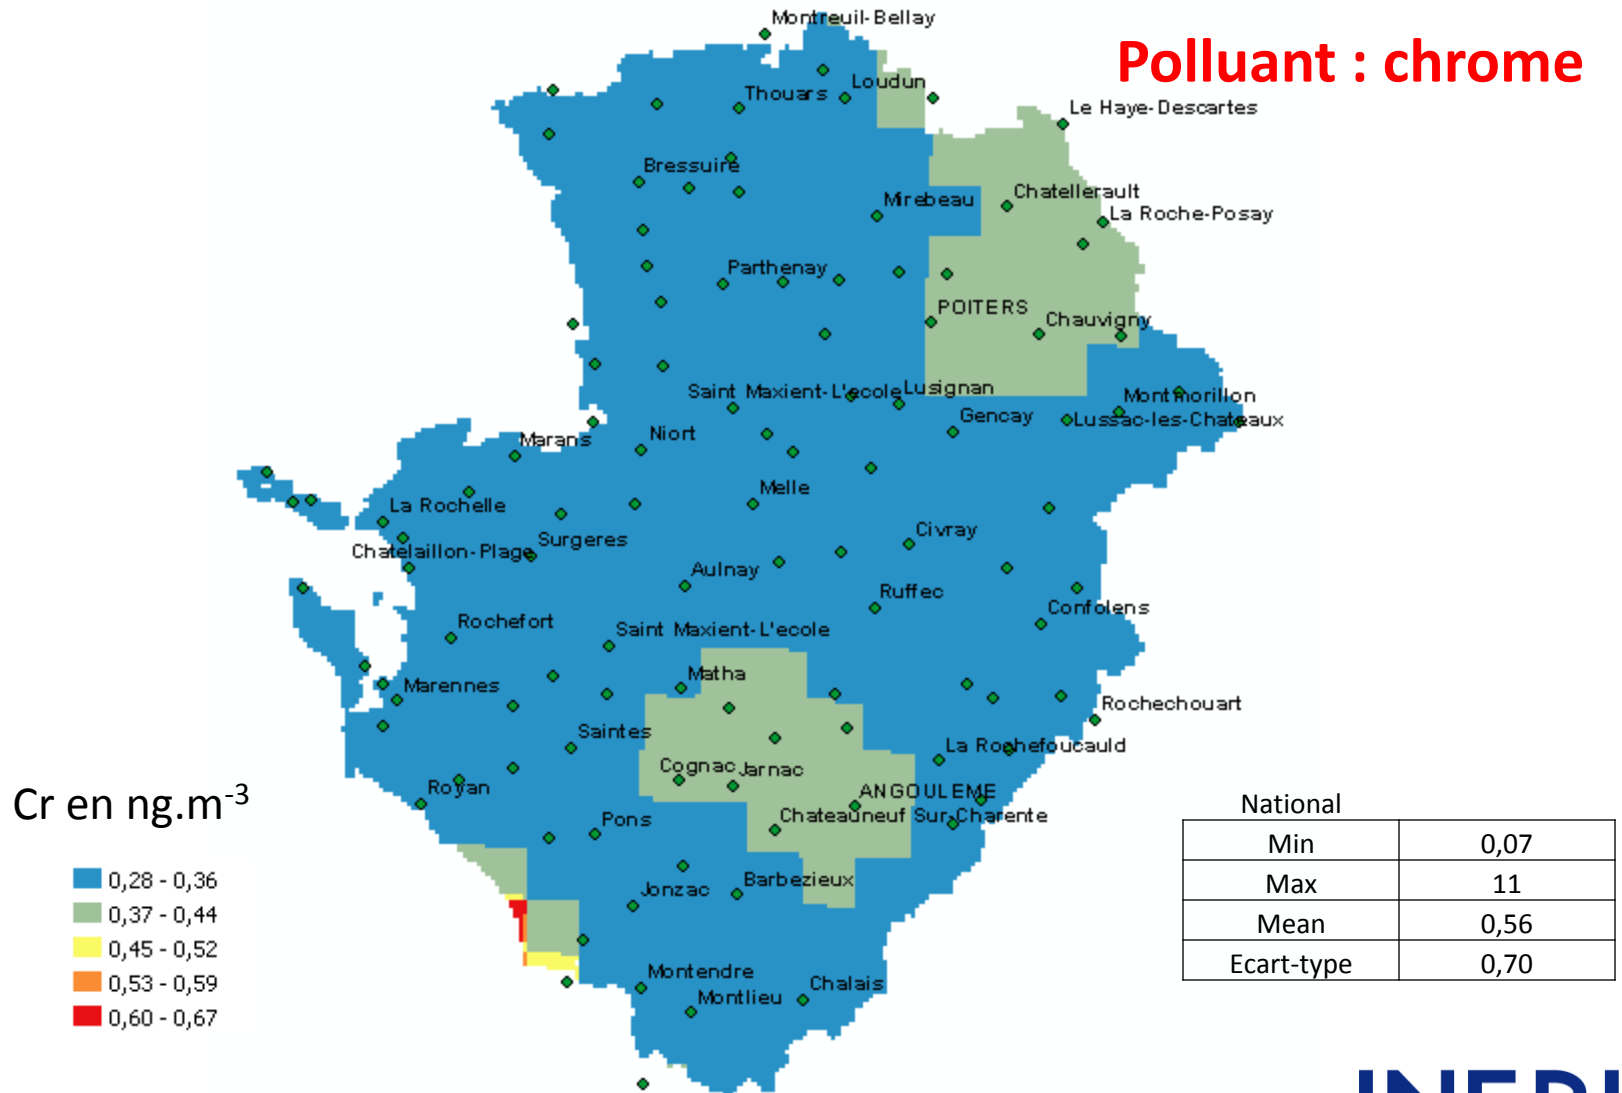 Montreuil-Bellay
Polluant : chrome
Loudun
Thouars
Le Haye-Descartes
Bressuire
Chatellerault
Mirebeau
La Roche-Posay
Parthenay
POITERS
Chauvigny
Saint Maxient-L'ecole
Lusignan
Montmorillon
Gencay
Lussac-les-Chateaux
Marans
Niort
Melle
La Rochelle
Civray
Surgeres
Chatelaillon-Plage
Aulnay
Ruffec
Confolens
Rochefort
Saint Maxient-L'ecole
Matha
Marennes
Rochechouart
Saintes
La Rochefoucauld
Cognac
Jarnac
Royan
ANGOULEME
Chateauneuf Sur-Charente
Pons
Barbezieux
Jonzac
Montendre
Chalais
Montlieu
Cr en ng.m-3
0,28 - 0,36
0,37 - 0,44
0,45 - 0,52
0,53 - 0,59
0,60 - 0,67
National
Min 0,07
Max 11
Mean 0,56
Ecart-type 0,70